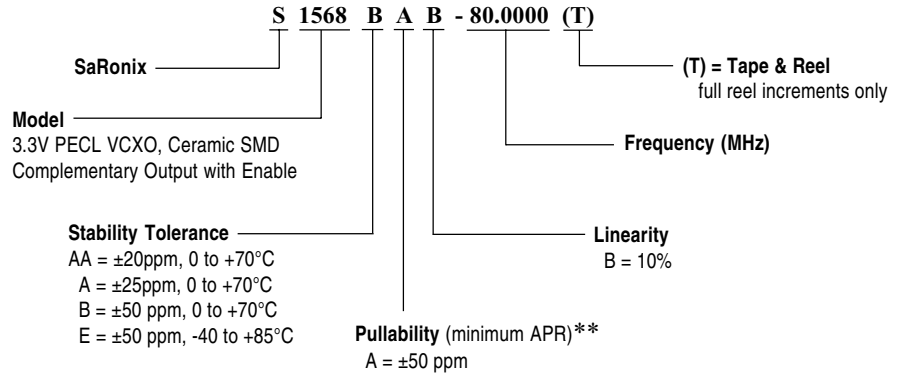 S 1568 B A B - 80.0000 (T)
SaRonix
(T) = Tape & Reel
full reel increments only
Model
3.3V PECL VCXO, Ceramic SMD
Complementary Output with Enable
Frequency (MHz)
Stability Tolerance
AA = ±20ppm, 0 to +70°C
A = ±25ppm, 0 to +70°C
B = ±50 ppm, 0 to +70°C
E = ±50 ppm, -40 to +85°C
Linearity
B = 10%
Pullability (minimum APR)**
A = ±50 ppm